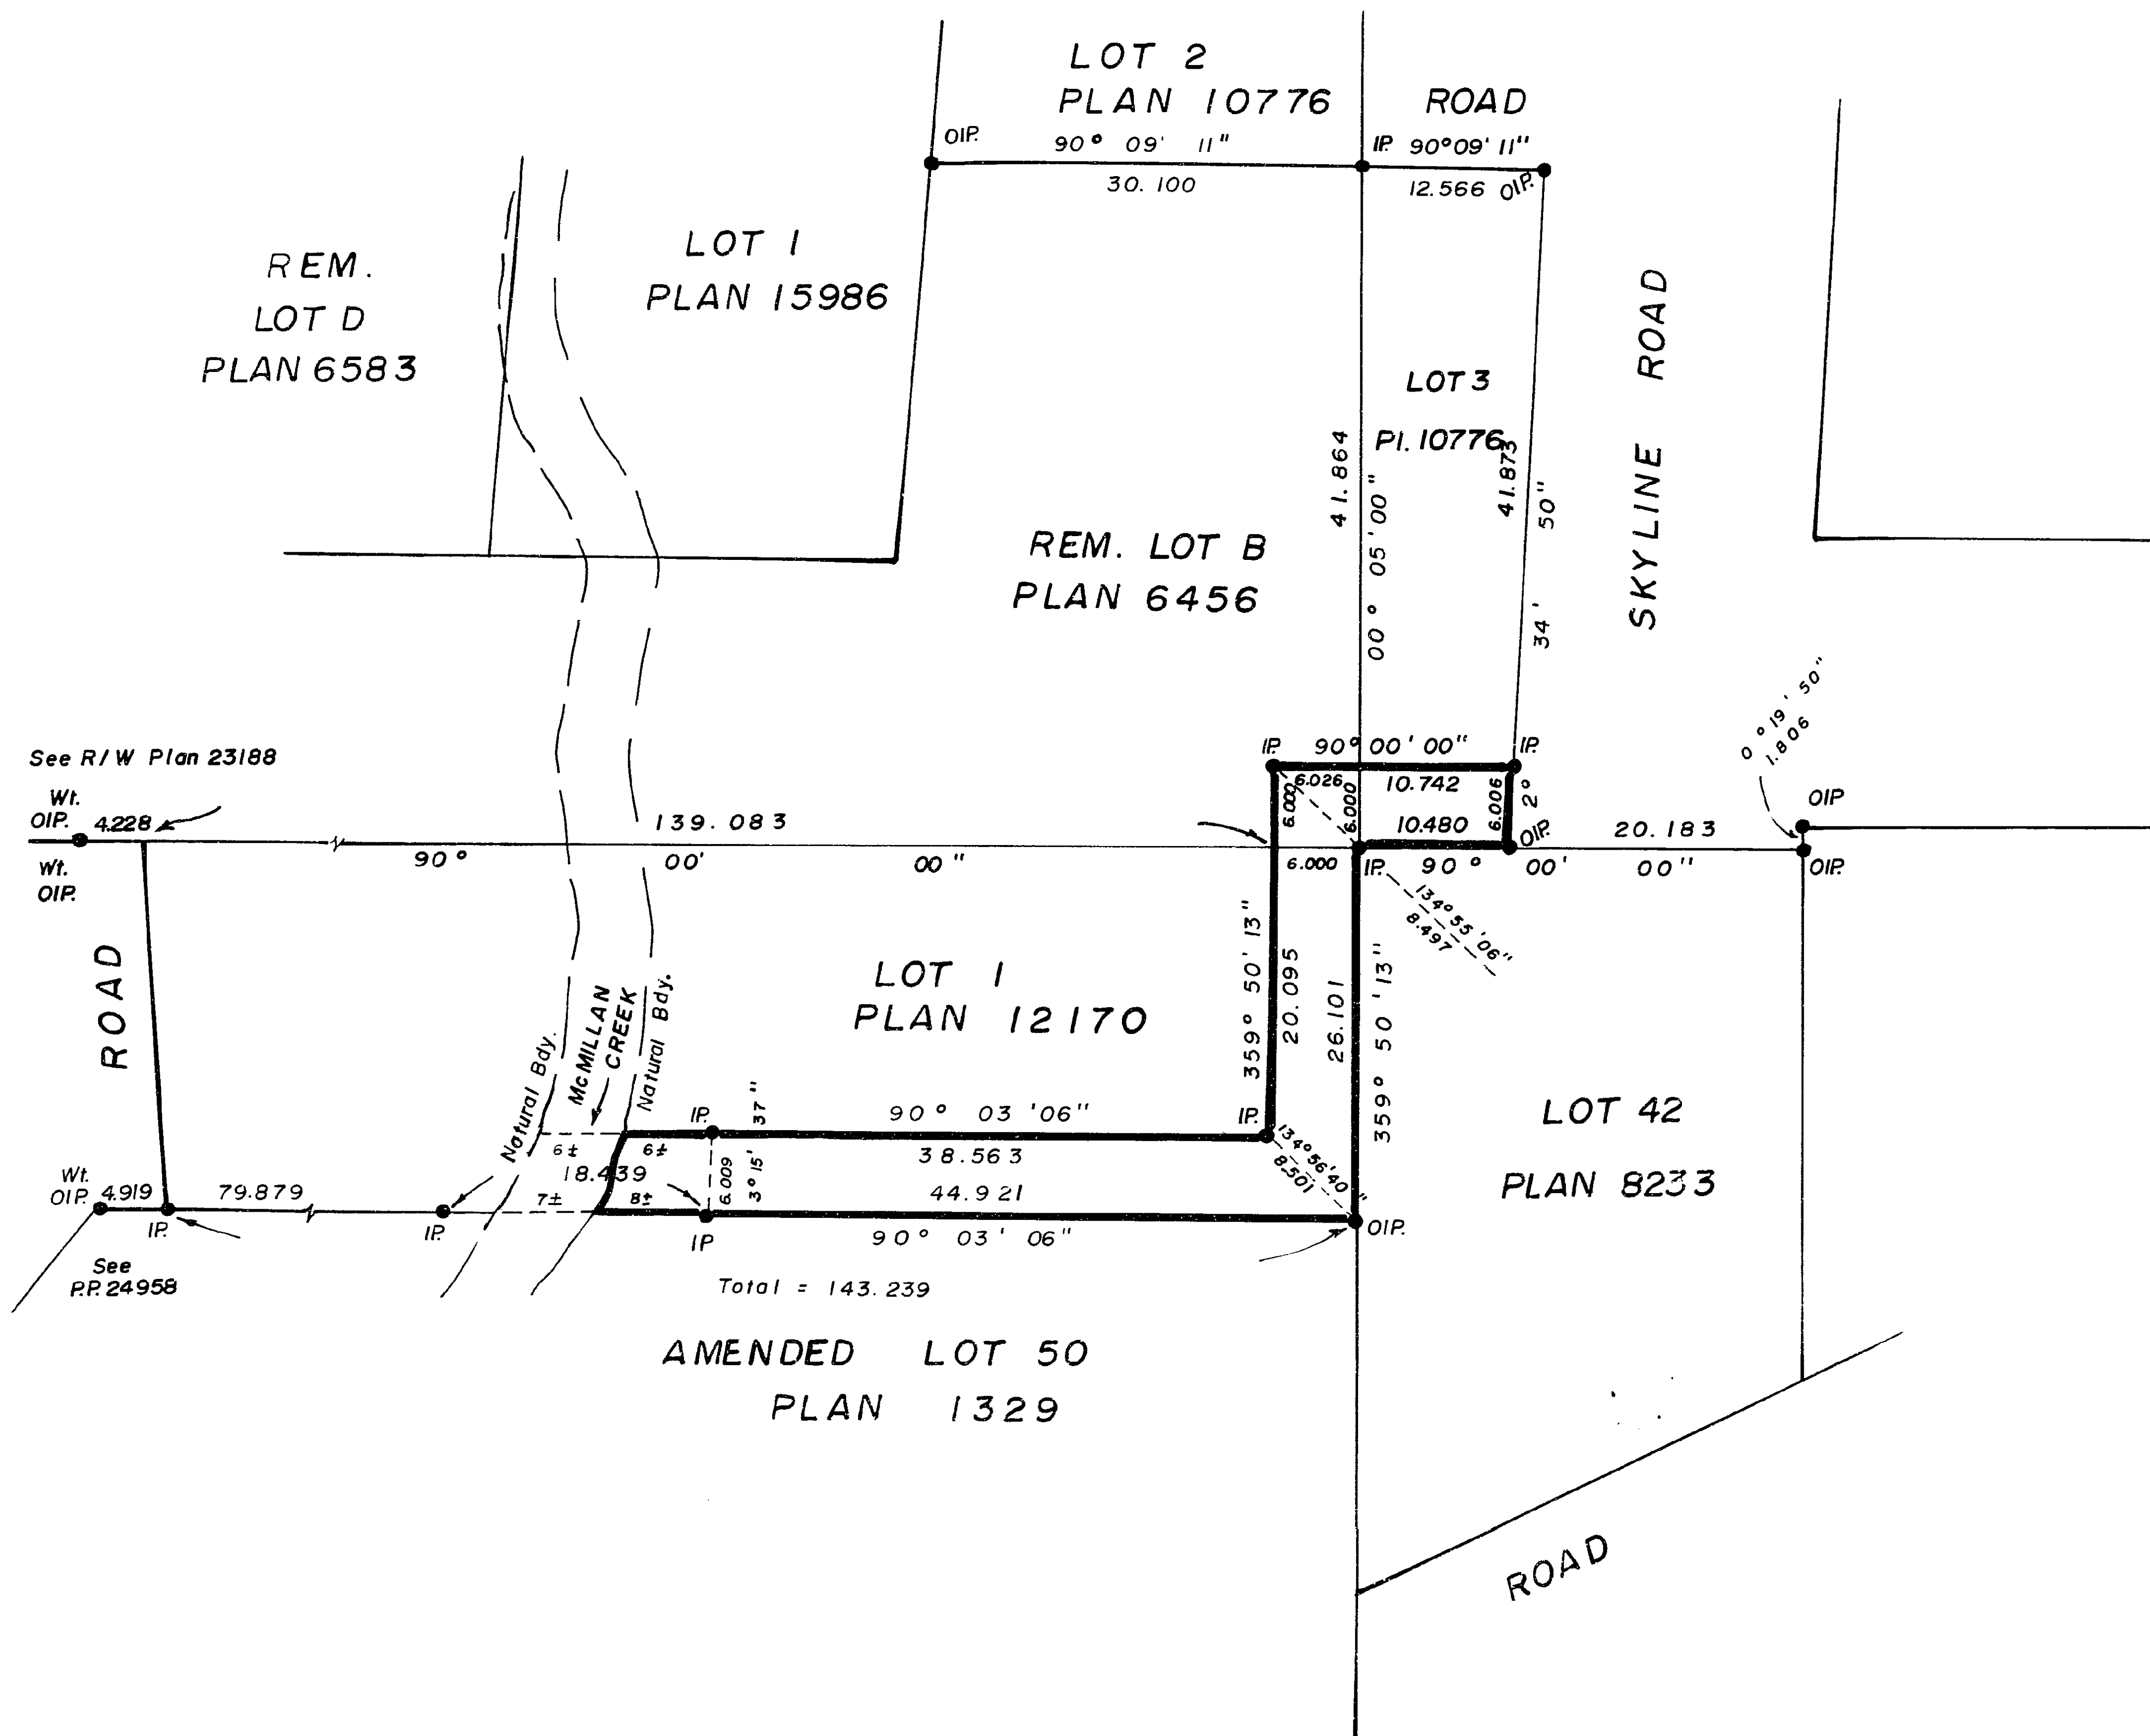 LOT 2
PLAN 10776
ROAD
OIP.
90° 09' 11"
IP. 90°09'11"
30.100
12.566
OIP.
REM.
LOT D
PLAN 6583
LOT 1
PLAN 15986
LOT 3
Pl. 10776
41.864
00° 05' 00"
41.873
2° 34' 50"
SKYLINE ROAD
REM. LOT B
PLAN 6456
0°19'50"
1.806
See R/W Plan 23188
Wt.
OIP.
4.228
139.083
90° 00' 00"
Wt.
OIP.
IP.
90° 00' 00"
IP.
6.026
10.742
6.000
6.000
6.006
10.480
OIP.
20.183
OIP
OIP.
6.000
IP.
90° 00' 00"
134°55'06"
8.497
ROAD
LOT 1
PLAN 12170
359° 50' 13"
20.095
26.101
359° 50' 13"
Natural Bdy.
McMILLAN
CREEK
Natural Bdy.
LOT 42
PLAN 8233
IP.
90° 03'06"
IP.
38.563
6±
6±
18.439
6.009
3° 15' 37"
134°56'40"
8.501
Wt.
OIP.
4.919
79.879
7±
8±
44.921
IP.
IP.
IP
90° 03' 06"
OIP.
See
P.P. 24958
Total = 143.239
AMENDED LOT 50
PLAN 1329
ROAD